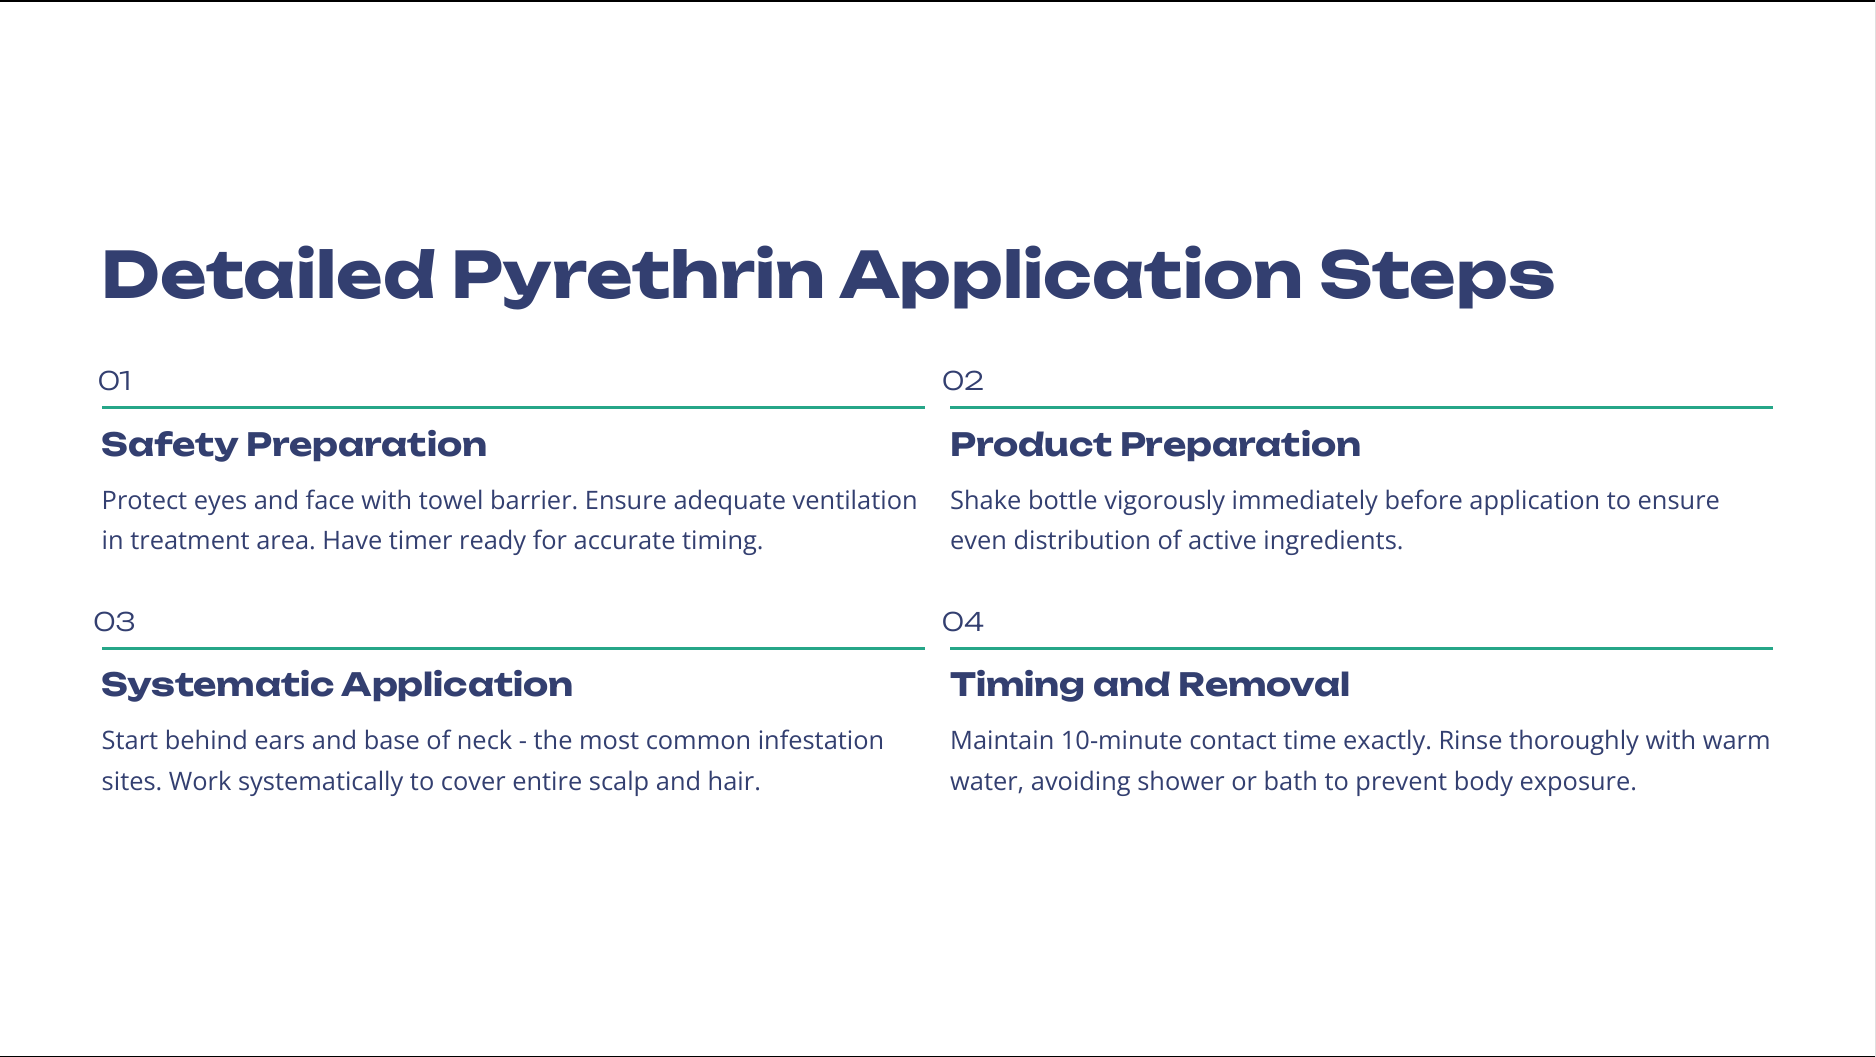 Detailed Pyrethrin Application Steps
01
Safety Preparation
Protect eyes and face with towel barrier. Ensure adequate ventilation
in treatment area. Have timer ready for accurate timing.
02
Product Preparation
Shake bottle vigorously immediately before application to ensure
even distribution of active ingredients.
03
Systematic Application
Start behind ears and base of neck - the most common infestation
sites. Work systematically to cover entire scalp and hair.
04
Timing and Removal
Maintain 10-minute contact time exactly. Rinse thoroughly with warm
water, avoiding shower or bath to prevent body exposure.